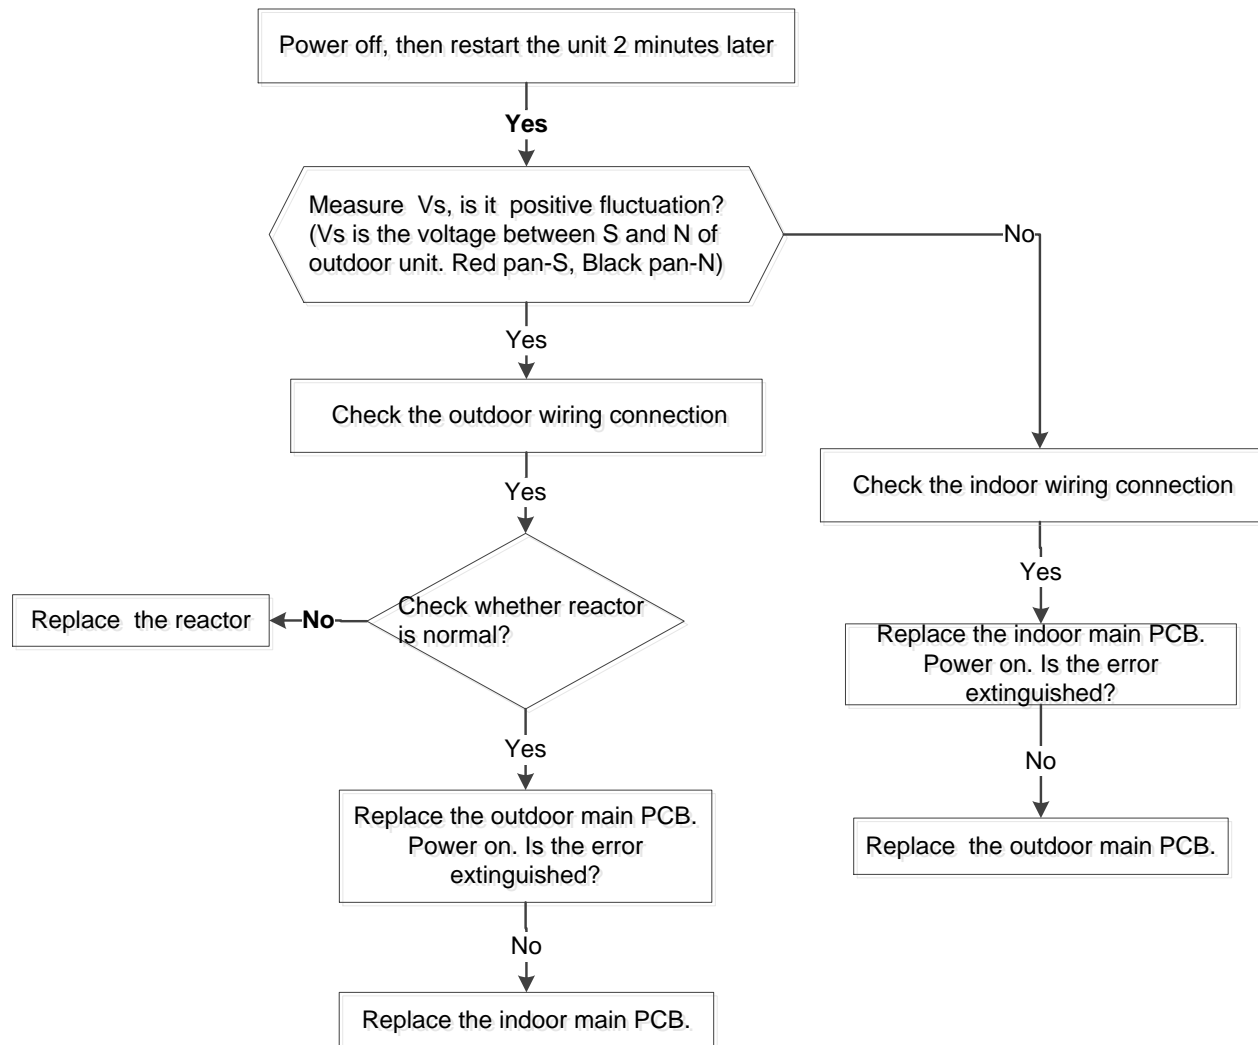 Power off, then restart the unit 2 minutes later
Yes
Measure Vs, is it positive fluctuation?
(Vs is the voltage between S and N of
outdoor unit. Red pan-S, Black pan-N)
No
Yes
Check the outdoor wiring connection
Check the indoor wiring connection
Yes
Yes
Check whether reactor
is normal?
No
Replace the reactor
Replace the indoor main PCB.
Power on. Is the error
extinguished?
Yes
No
Replace the outdoor main PCB.
Power on. Is the error
extinguished?
Replace the outdoor main PCB.
No
Replace the indoor main PCB.